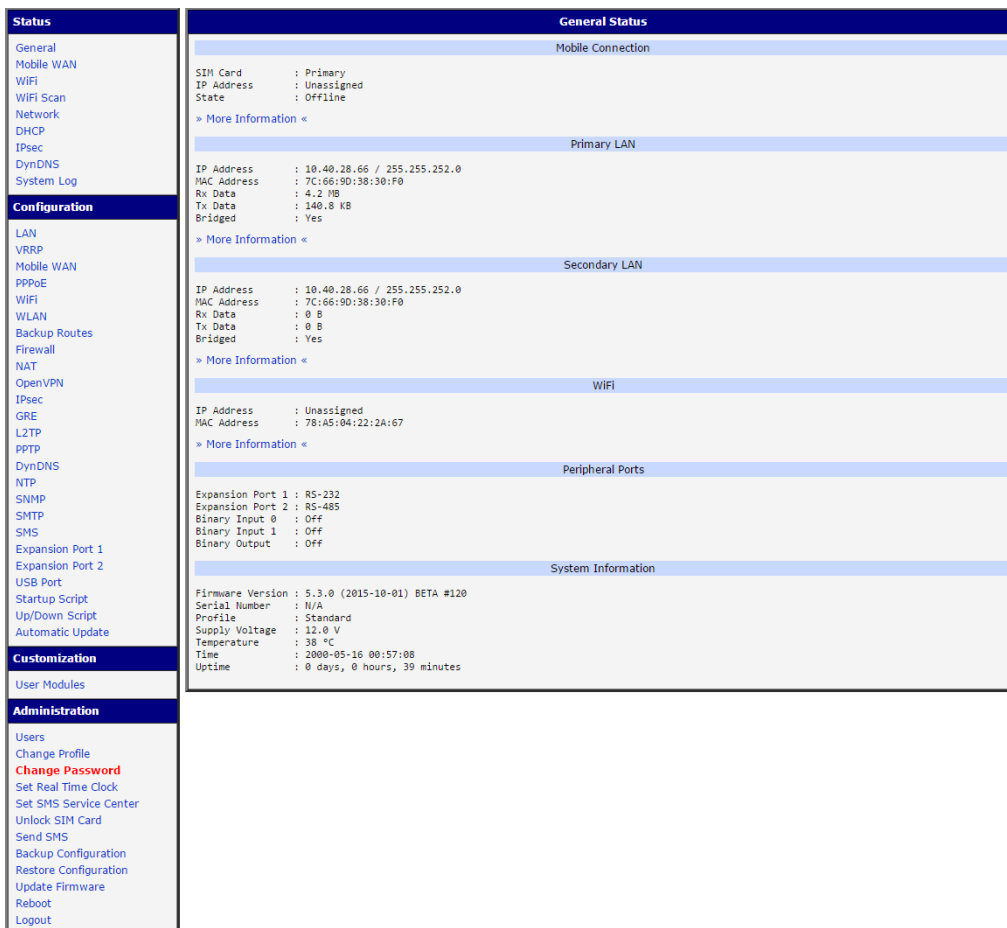 Status
General
Mobile WAN
WiFi
WiFi Scan
Network
DHCP
IPsec
DynDNS
System Log
Configuration
LAN
VRRP
Mobile WAN
PPPoE
WiFi
WLAN
Backup Routes
Firewall
NAT
OpenVPN
IPsec
GRE
L2TP
PPTP
DynDNS
NTP
SNMP
SMTP
SMS
Expansion Port 1
Expansion Port 2
USB Port
Startup Script
Up/Down Script
Automatic Update
Customization
User Modules
Administration
Users
Change Profile
Change Password
Set Real Time Clock
Set SMS Service Center
Unlock SIM Card
Send SMS
Backup Configuration
Restore Configuration
Update Firmware
Reboot
Logout
General Status
Mobile Connection
SIM Card : Primary
IP Address : Unassigned
State : Offline
» More Information «
Primary LAN
IP Address : 10.40.28.66 / 255.255.252.0
MAC Address : 7C:66:9D:38:30:F0
Rx Data : 4.2 MB
Tx Data : 140.8 KB
Bridged : Yes
» More Information «
Secondary LAN
IP Address : 10.40.28.66 / 255.255.252.0
MAC Address : 7C:66:9D:38:30:F0
Rx Data : 0 B
Tx Data : 0 B
Bridged : Yes
» More Information «
WiFi
IP Address : Unassigned
MAC Address : 78:A5:04:22:2A:67
» More Information «
Peripheral Ports
Expansion Port 1 : RS-232
Expansion Port 2 : RS-485
Binary Input 0 : Off
Binary Input 1 : Off
Binary Output : Off
System Information
Firmware Version : 5.3.0 (2015-10-01) BETA #120
Serial Number : N/A
Profile : Standard
Supply Voltage : 12.0 V
Temperature : 38 °C
Time : 2000-05-16 00:57:08
Uptime : 0 days, 0 hours, 39 minutes